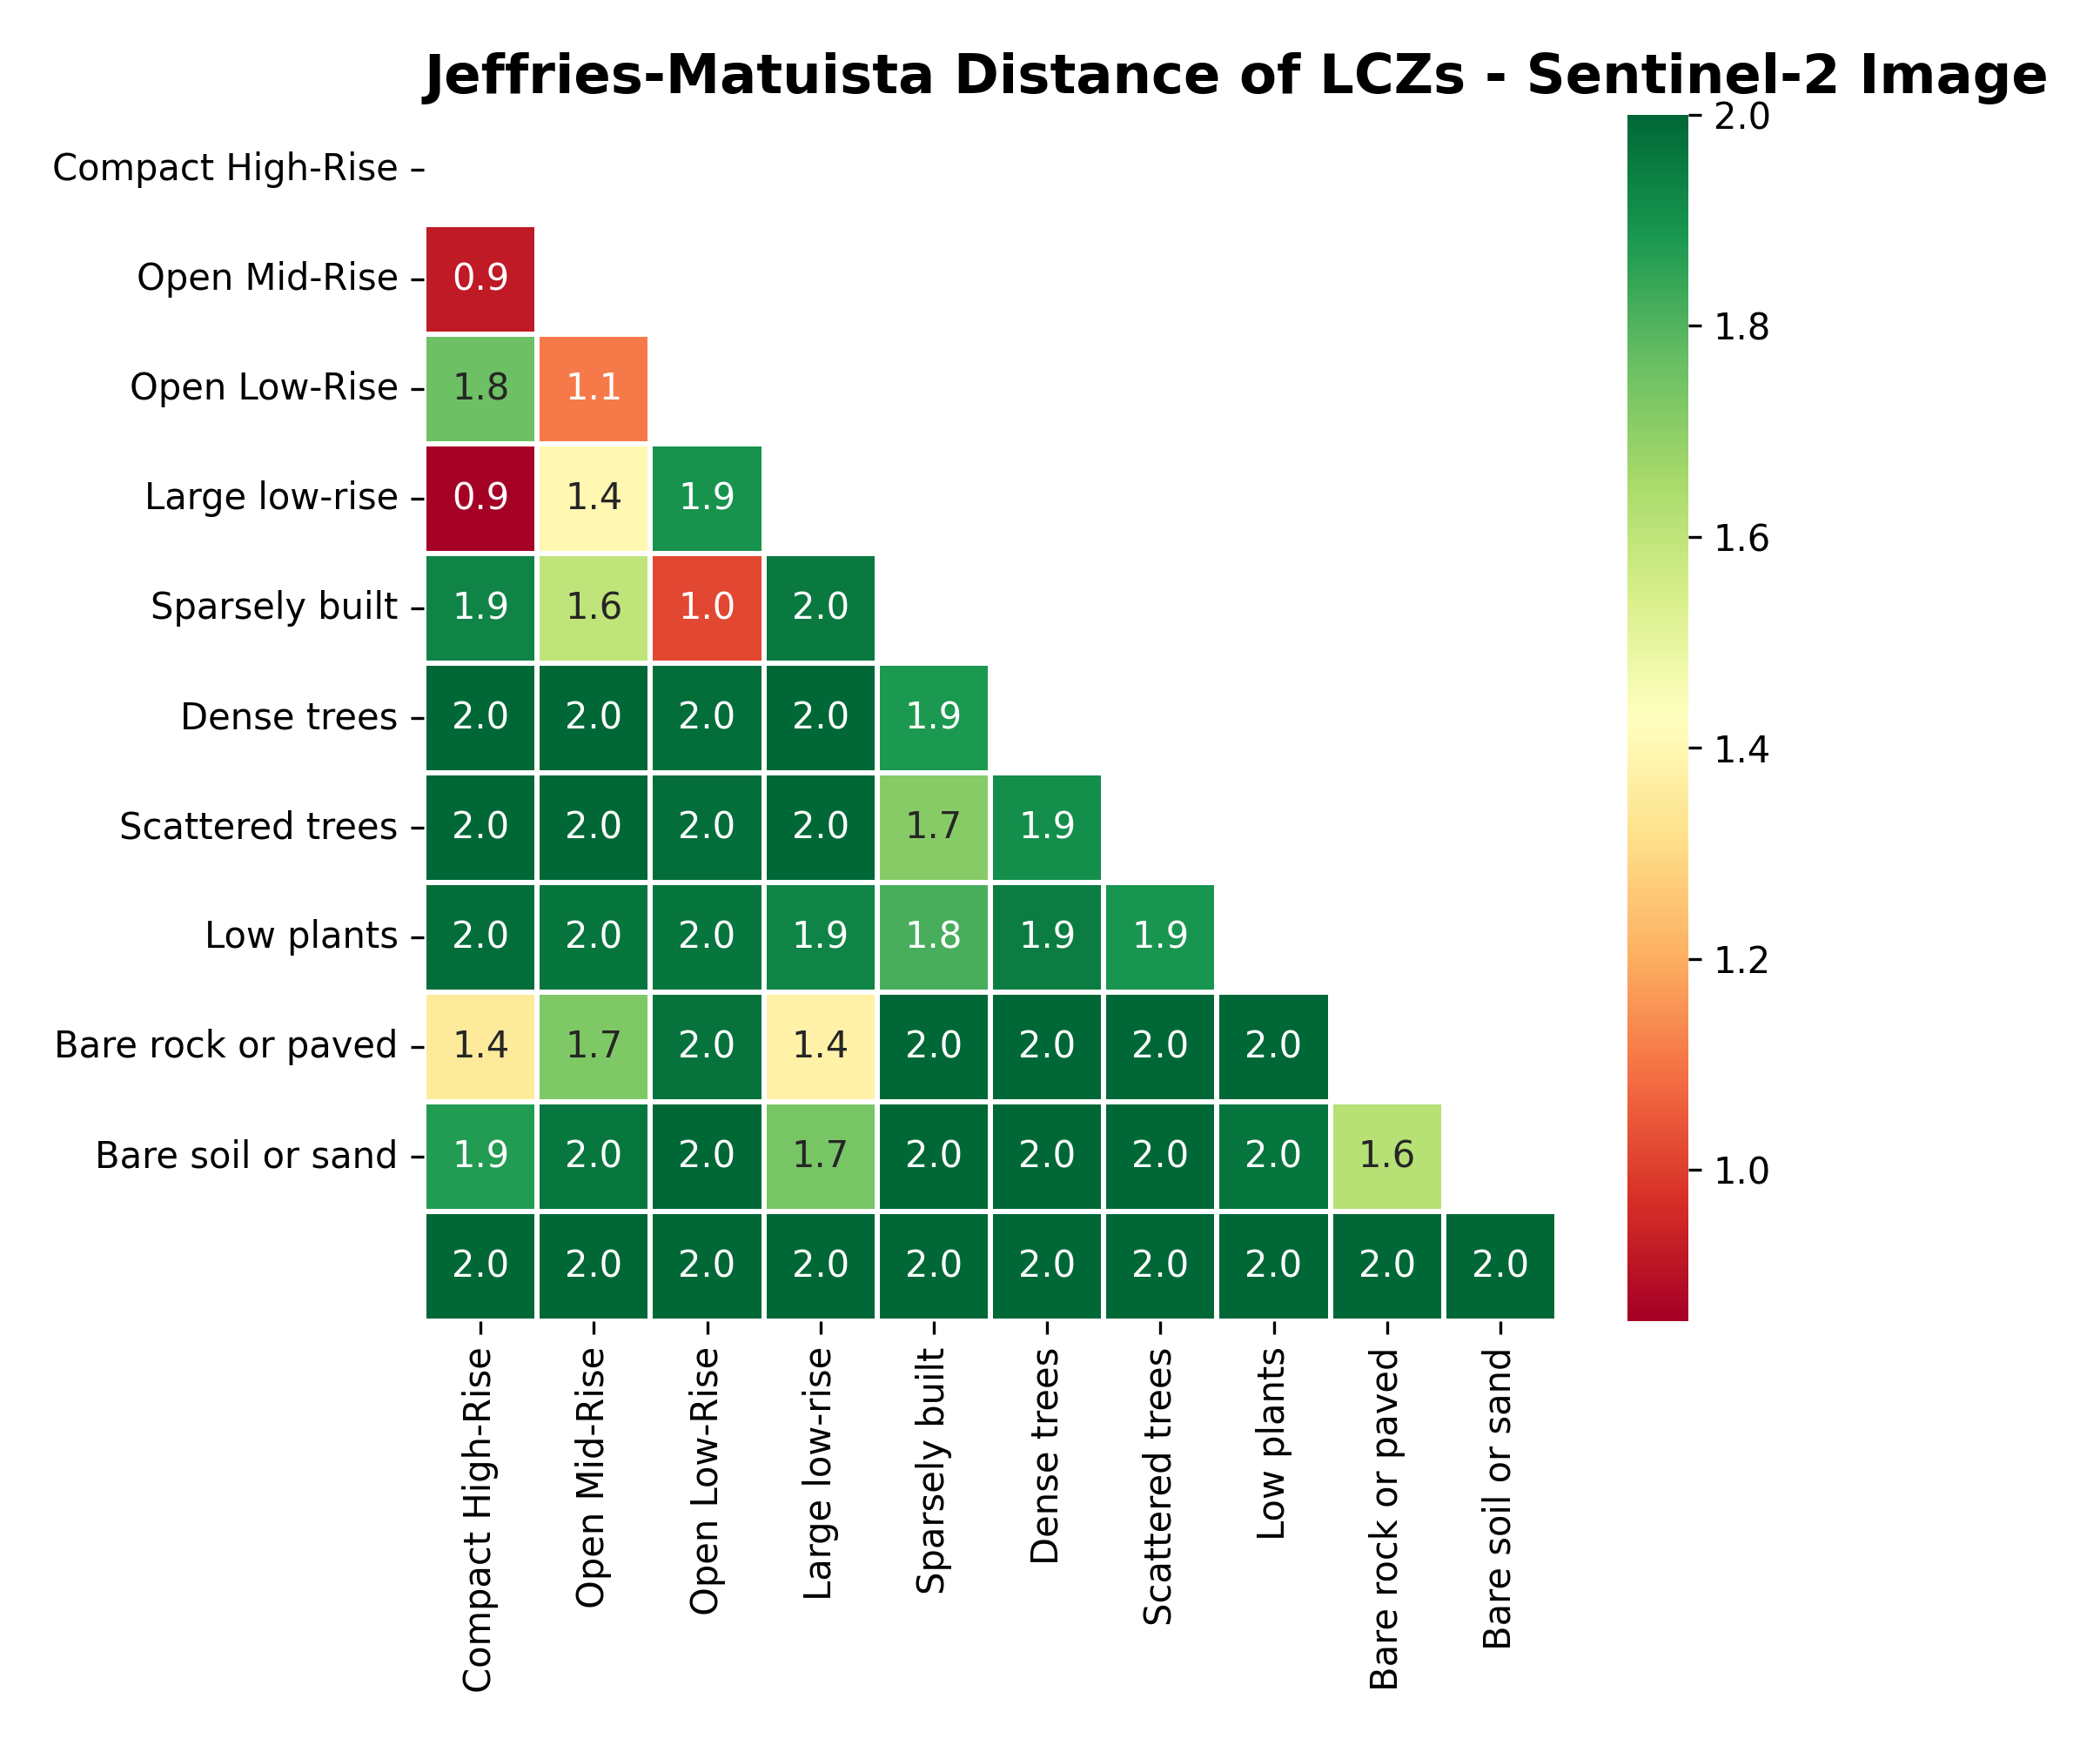 Jeffries-Matuista Distance of LCZs - Sentinel-2 Image
Compact High-Rise
Open Mid-Rise 0.9
Open Low-Rise 1.8 1.1
Large low-rise 0.9 1.4 1.9
Sparsely built 1.9 1.6 1.0 2.0
Dense trees 2.0 2.0 2.0 2.0 1.9
Scattered trees 2.0 2.0 2.0 2.0 1.7 1.9
Low plants 2.0 2.0 2.0 1.9 1.8 1.9 1.9
Bare rock or paved 1.4 1.7 2.0 1.4 2.0 2.0 2.0 2.0
Bare soil or sand 1.9 2.0 2.0 1.7 2.0 2.0 2.0 2.0 1.6
2.0 2.0 2.0 2.0 2.0 2.0 2.0 2.0 2.0 2.0
Compact High-Rise
Open Mid-Rise
Open Low-Rise
Large low-rise
Sparsely built
Dense trees
Scattered trees
Low plants
Bare rock or paved
Bare soil or sand
2.0
1.8
1.6
1.4
1.2
1.0